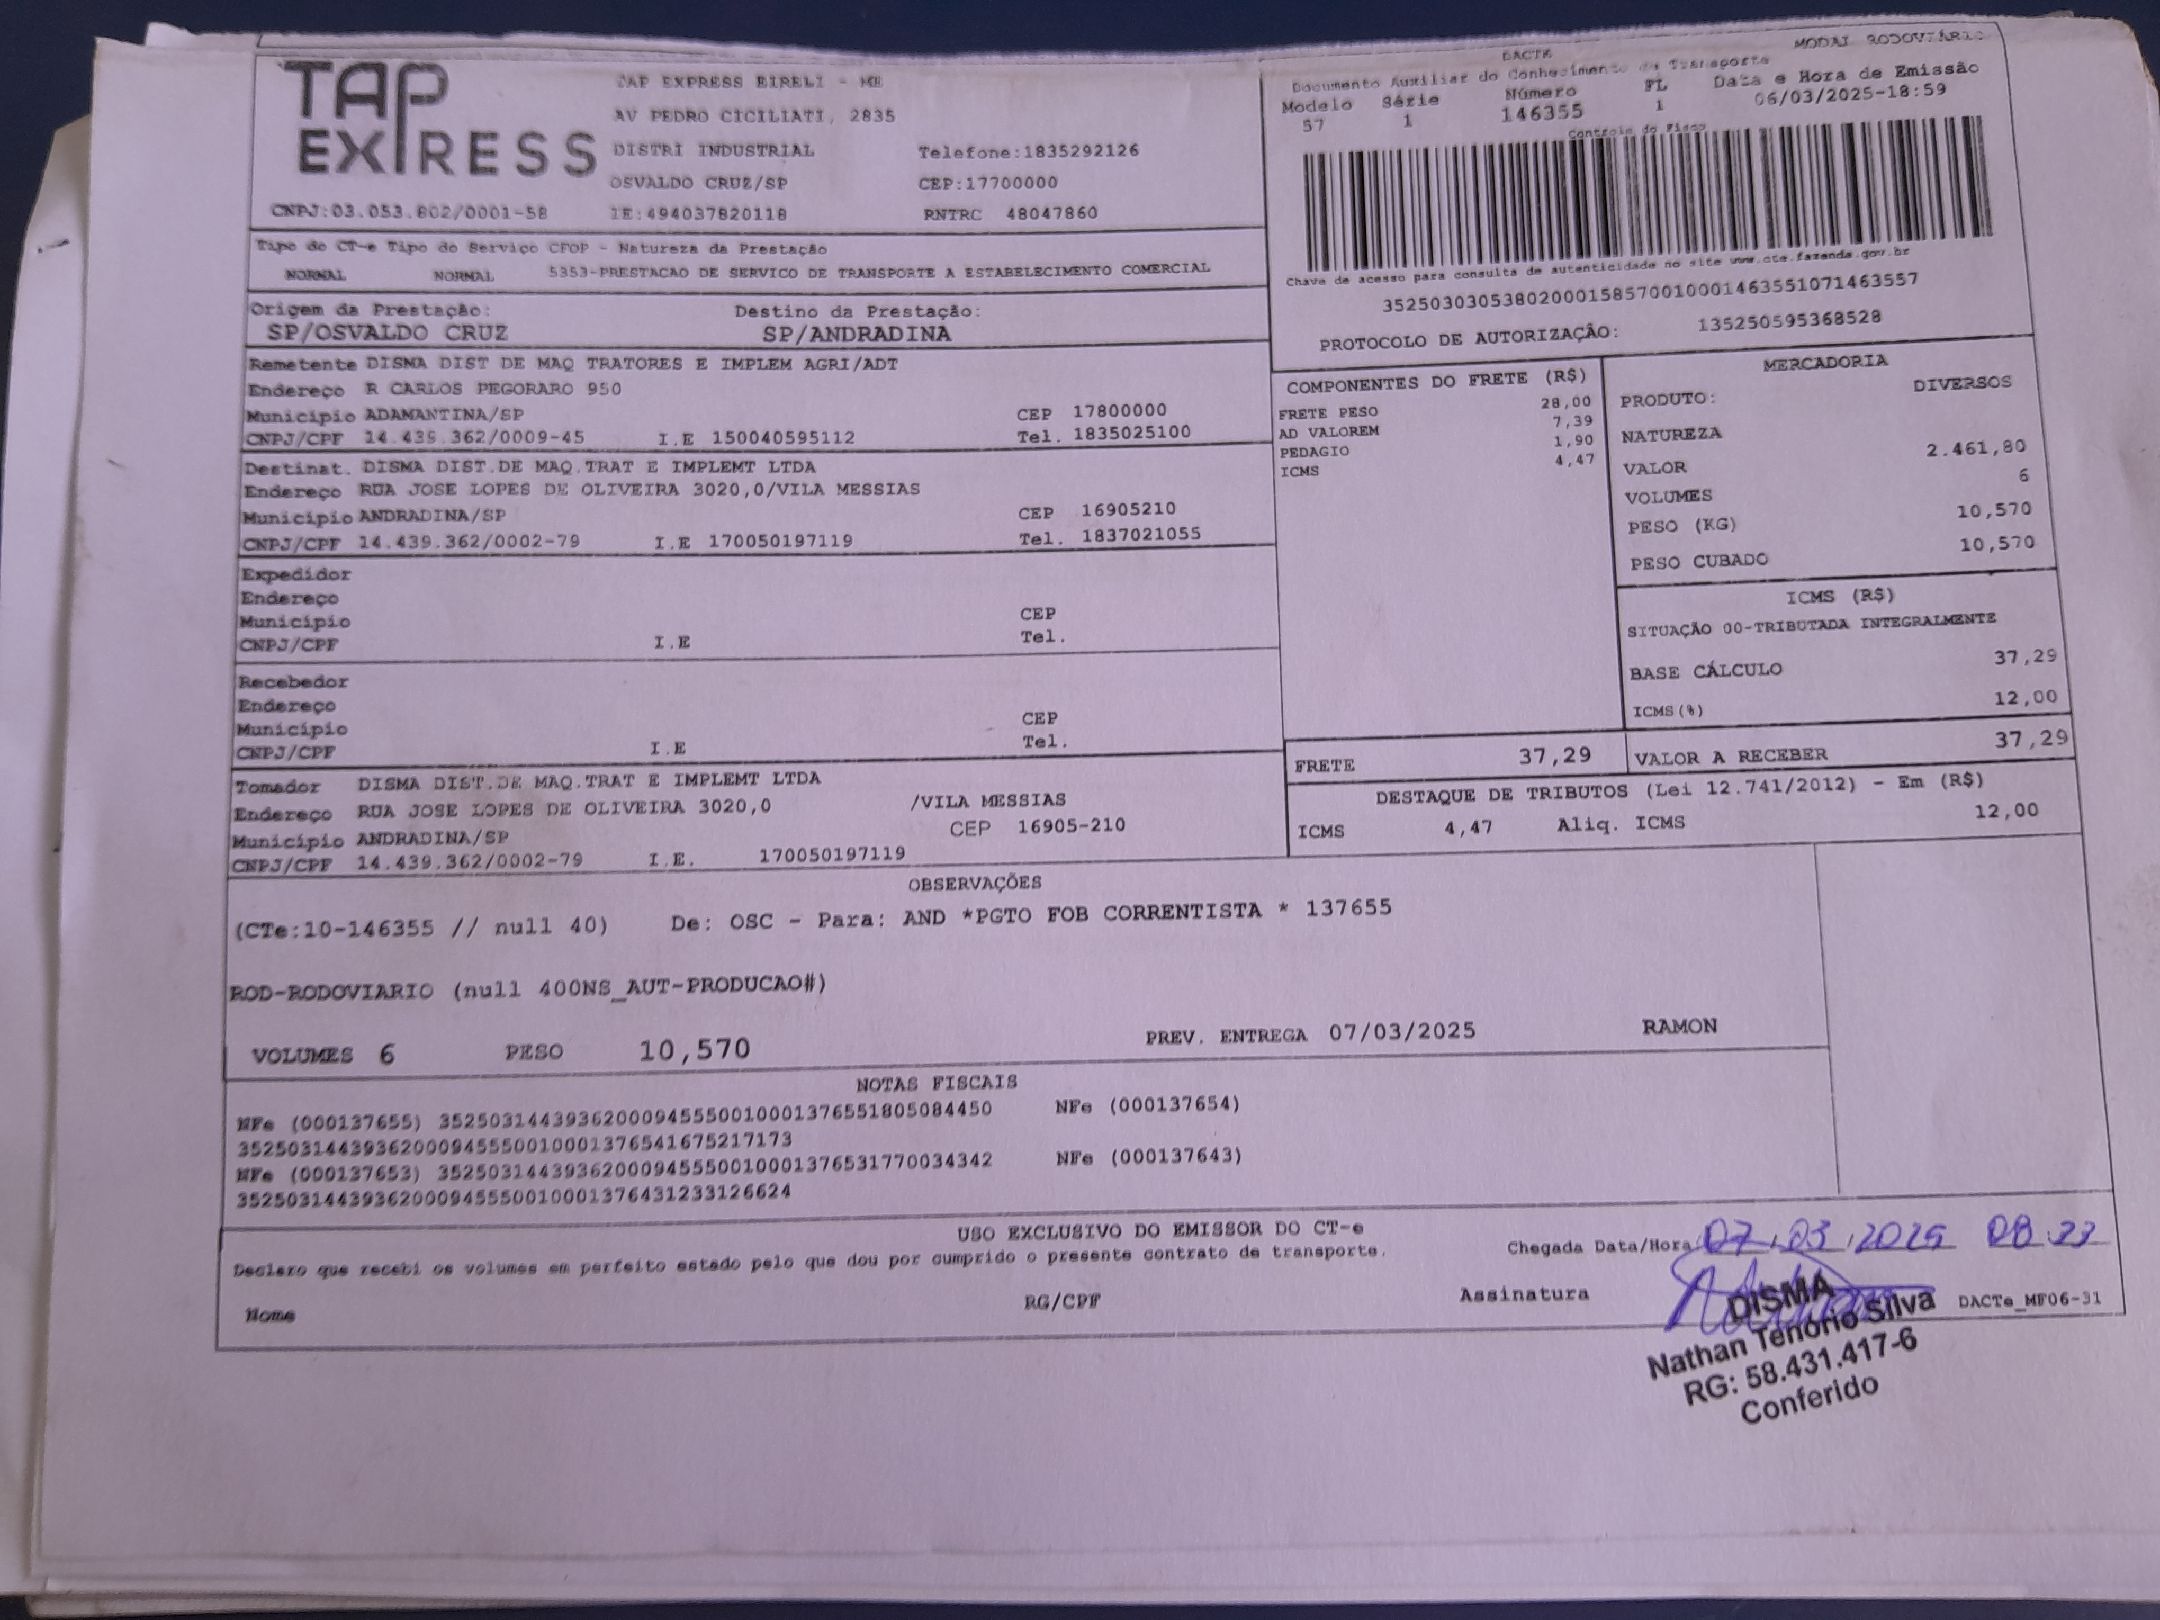 TAP EXPRESS
TAP EXPRESS EIRELI - ME
AV PEDRO CICILIATI, 2835
DISTRI INDUSTRIAL Telefone:1835292126
OSVALDO CRUZ/SP CEP:17700000
CNPJ:03.053.802/0001-58 IE:494037820118 RNTRC 48047860
DACTE MODAL RODOVIÁRIO
Documento Auxiliar do Conhecimento de Transporte
Modelo Série Número FL Data e Hora de Emissão
57 1 146355 1 06/03/2025-18:59
Controle do Fisco
Chave de acesso para consulta de autenticidade no site www.cte.fazenda.gov.br
35250303053802000158570010001463551071463557
PROTOCOLO DE AUTORIZAÇÃO: 135250595368528
Tipo do CT-e Tipo do Serviço CFOP - Natureza da Prestação
NORMAL NORMAL 5353-PRESTACAO DE SERVICO DE TRANSPORTE A ESTABELECIMENTO COMERCIAL
Origem da Prestação: Destino da Prestação:
SP/OSVALDO CRUZ SP/ANDRADINA
Remetente DISMA DIST DE MAQ TRATORES E IMPLEM AGRI/ADT
Endereço R CARLOS PEGORARO 950
Município ADAMANTINA/SP CEP 17800000
CNPJ/CPF 14.439.362/0009-45 I.E 150040595112 Tel. 1835025100
Destinat. DISMA DIST.DE MAQ.TRAT E IMPLEMT LTDA
Endereço RUA JOSE LOPES DE OLIVEIRA 3020,0/VILA MESSIAS
Município ANDRADINA/SP CEP 16905210
CNPJ/CPF 14.439.362/0002-79 I.E 170050197119 Tel. 1837021055
Expedidor
Endereço
Município CEP
CNPJ/CPF I.E Tel.
Recebedor
Endereço
Município CEP
CNPJ/CPF I.E Tel.
Tomador DISMA DIST.DE MAQ.TRAT E IMPLEMT LTDA
Endereço RUA JOSE LOPES DE OLIVEIRA 3020,0 /VILA MESSIAS
Município ANDRADINA/SP CEP 16905-210
CNPJ/CPF 14.439.362/0002-79 I.E. 170050197119
COMPONENTES DO FRETE (R$)
FRETE PESO 28,00
AD VALOREM 7,39
PEDAGIO 1,90
ICMS 4,47
MERCADORIA
PRODUTO: DIVERSOS
NATUREZA
VALOR 2.461,80
VOLUMES 6
PESO (KG) 10,570
PESO CUBADO 10,570
ICMS (R$)
SITUAÇÃO 00-TRIBUTADA INTEGRALMENTE
BASE CÁLCULO 37,29
ICMS(%) 12,00
FRETE 37,29 VALOR A RECEBER 37,29
DESTAQUE DE TRIBUTOS (Lei 12.741/2012) - Em (R$)
ICMS 4,47 Aliq. ICMS 12,00
OBSERVAÇÕES
(CTe:10-146355 // null 40) De: OSC - Para: AND *PGTO FOB CORRENTISTA * 137655
ROD-RODOVIARIO (null 400NS_AUT-PRODUCAO#)
VOLUMES 6 PESO 10,570 PREV. ENTREGA 07/03/2025 RAMON
NOTAS FISCAIS
NFe (000137655) 35250314439362000945550010001376551805084450 NFe (000137654)
35250314439362000945550010001376541675217173
NFe (000137653) 35250314439362000945550010001376531770034342 NFe (000137643)
35250314439362000945550010001376431233126624
USO EXCLUSIVO DO EMISSOR DO CT-e
Declaro que recebi os volumes em perfeito estado pelo que dou por cumprido o presente contrato de transporte.
Chegada Data/Hora 07/03/2025
Nome RG/CPF Assinatura DACTe_MF06-31
DISMA
Nathan Tenório Silva
RG: 58.431.417-6
Conferido